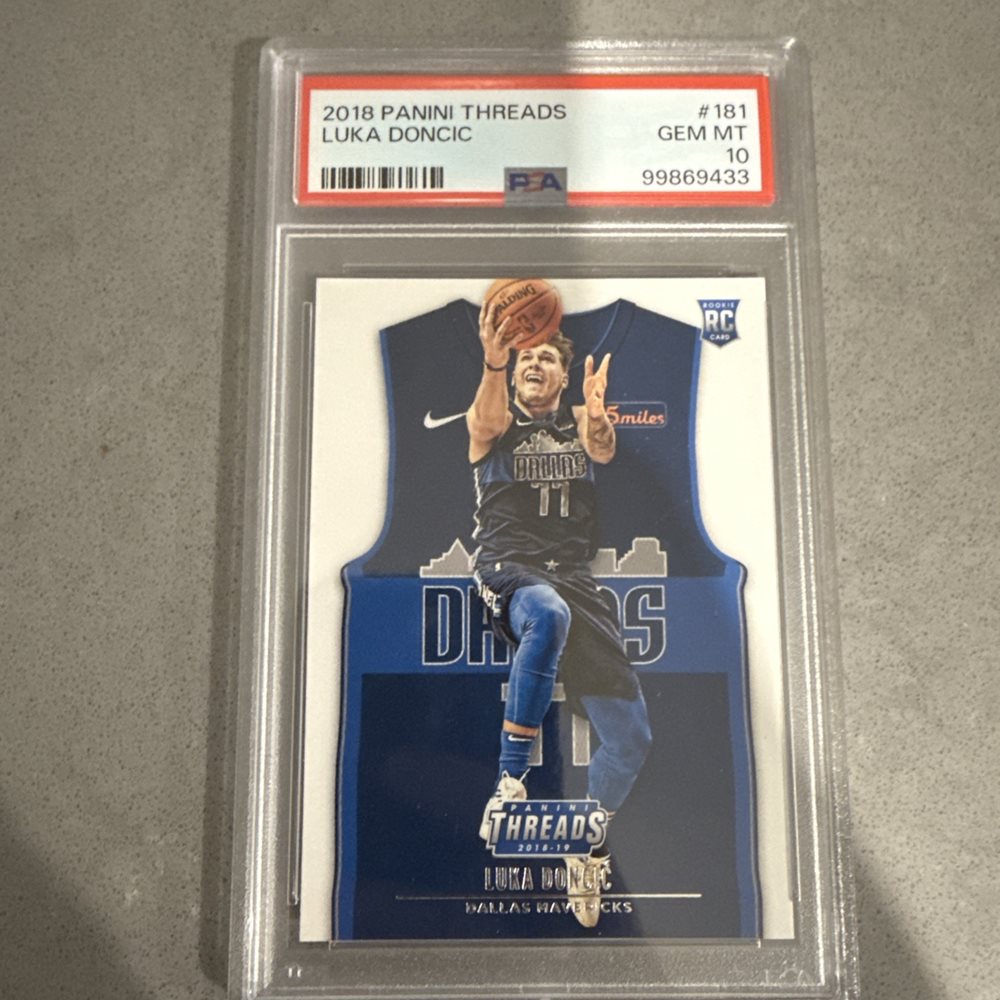 2018 PANINI THREADS #181
LUKA DONCIC GEM MT
10
PSA 99869433
SPALDING
ROOKIE
RC
CARD
5miles
DALLAS
77
DALLAS
PANINI
THREADS
2018-19
LUKA DONCIC
DALLAS MAVERICKS